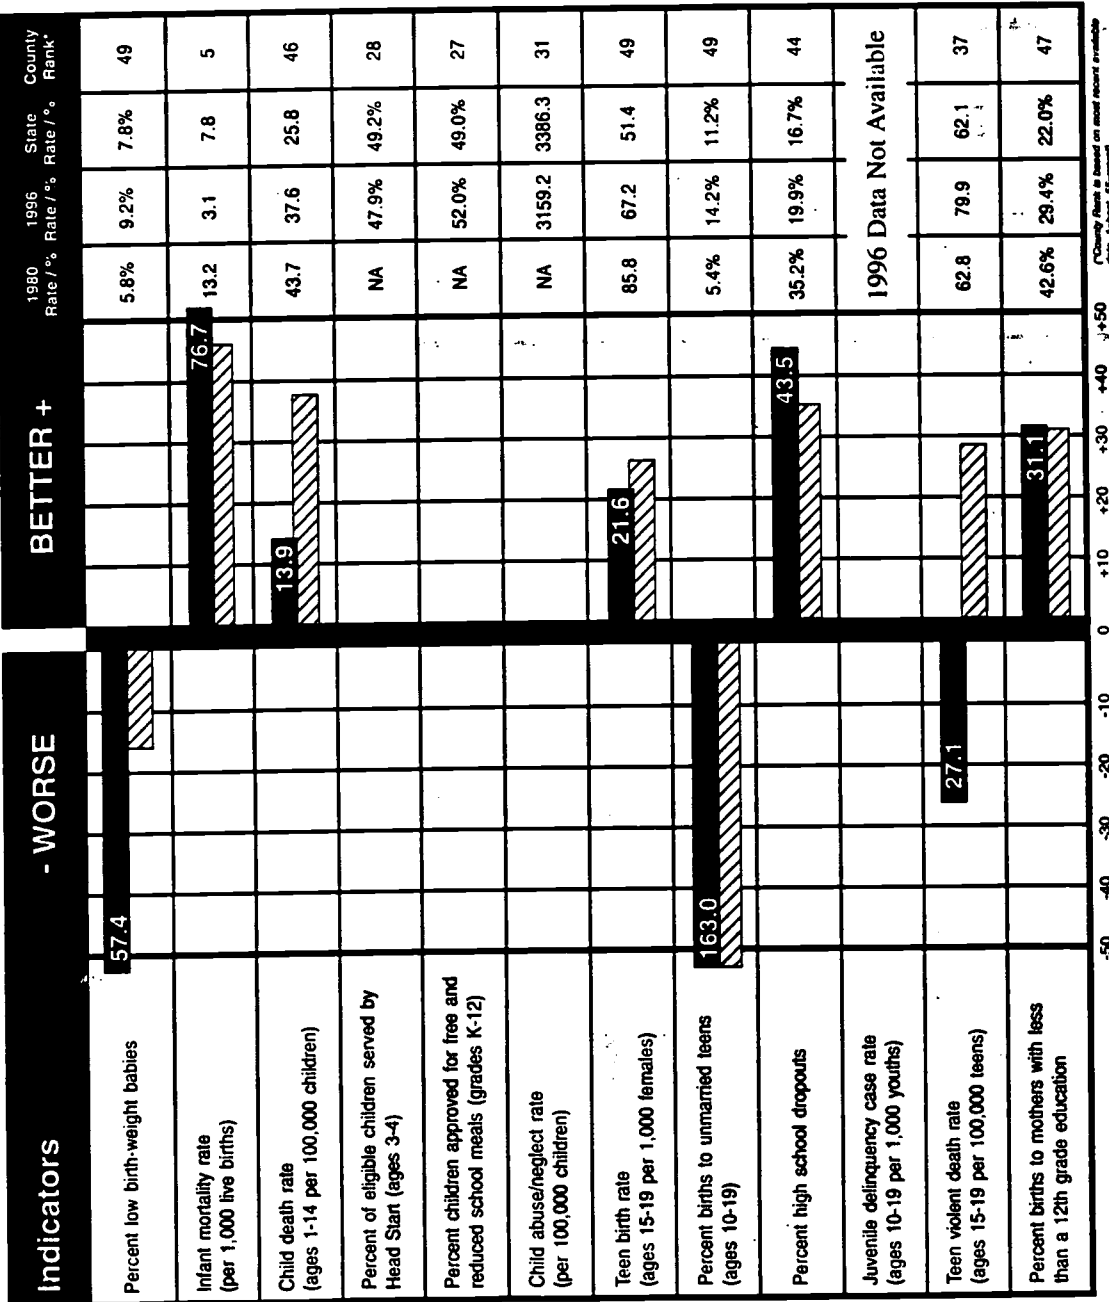 Indicators - WORSE BETTER + 1980 Rate / % 1996 Rate / % State Rate / % County Rank*
Percent low birth-weight babies 57.4 5.8% 9.2% 7.8% 49
Infant mortality rate
(per 1,000 live births) 76.7 13.2 3.1 7.8 5
Child death rate
(ages 1-14 per 100,000 children) 13.9 43.7 37.6 25.8 46
Percent of eligible children served by
Head Start (ages 3-4) NA 47.9% 49.2% 28
Percent children approved for free and
reduced school meals (grades K-12) NA 52.0% 49.0% 27
Child abuse/neglect rate
(per 100,000 children) NA 3159.2 3386.3 31
Teen birth rate
(ages 15-19 per 1,000 females) 21.6 85.8 67.2 51.4 49
Percent births to unmarried teens
(ages 10-19) 163.0 5.4% 14.2% 11.2% 49
Percent high school dropouts 43.5 35.2% 19.9% 16.7% 44
Juvenile delinquency case rate
(ages 10-19 per 1,000 youths) 1996 Data Not Available
Teen violent death rate
(ages 15-19 per 100,000 teens) 27.1 62.8 79.9 62.1 37
Percent births to mothers with less
than a 12th grade education 31.1 42.6% 29.4% 22.0% 47
-50 -40 -30 -20 -10 0 +10 +20 +30 +40 +50
(*County Rank is based on most recent available